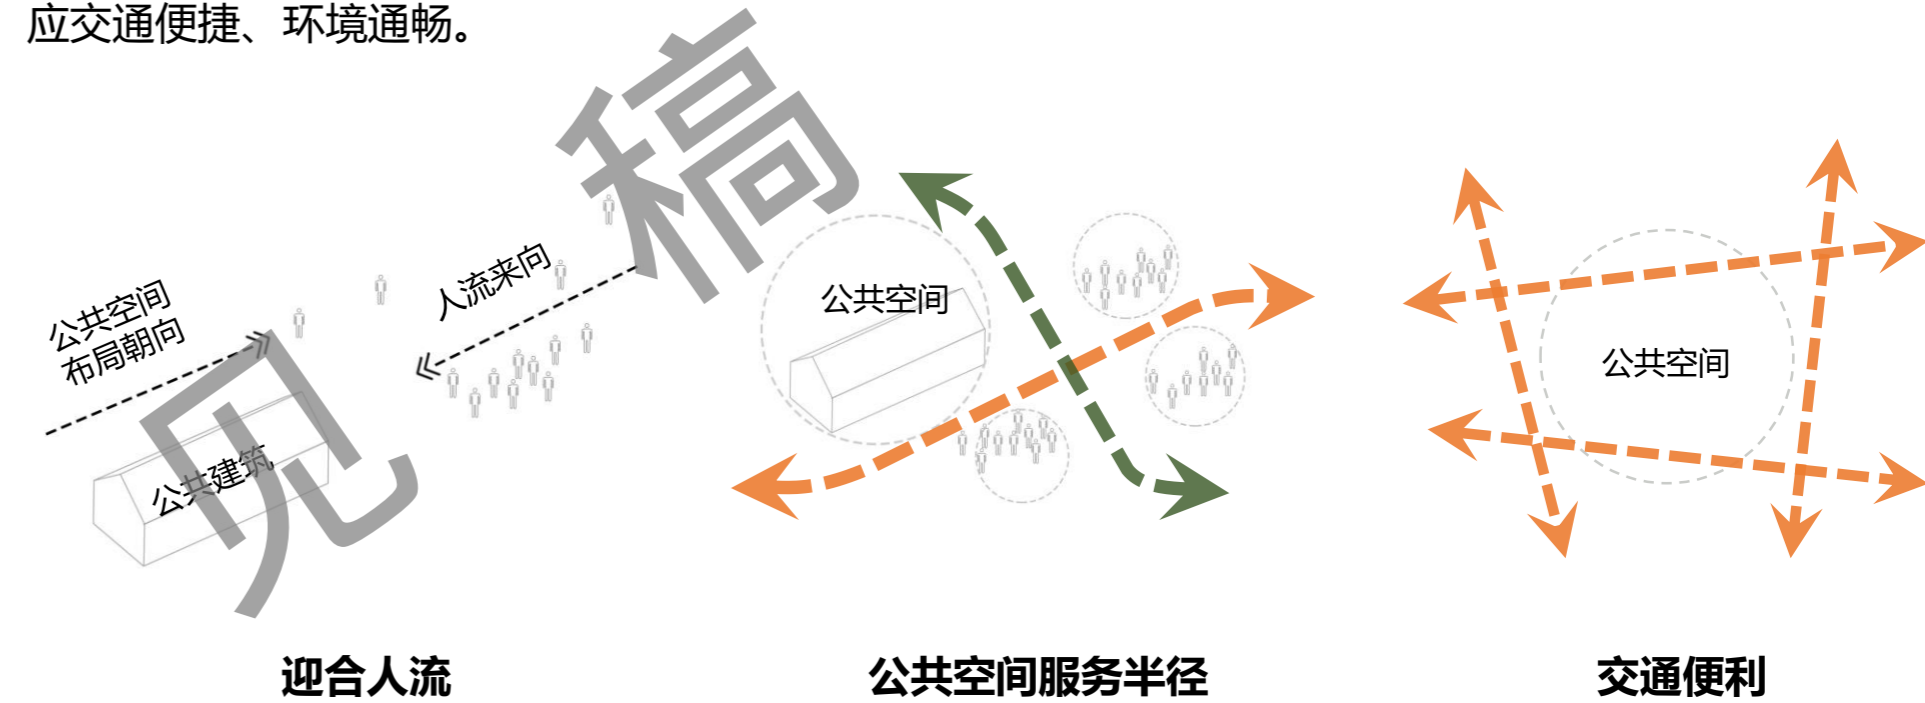 应交通便捷、环境通畅。
稿
见
公共空间
布局朝向
人流来向
公共建筑
公共空间
公共空间
迎合人流
公共空间服务半径
交通便利